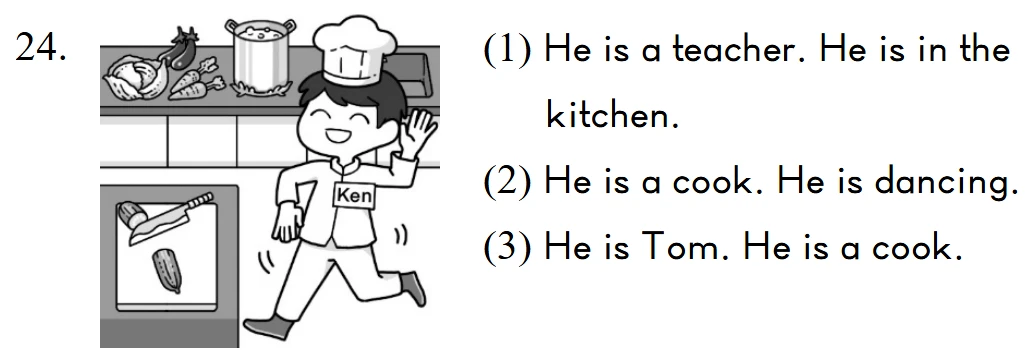 24.
Ken
(1) He is a teacher. He is in the
kitchen.
(2) He is a cook. He is dancing.
(3) He is Tom. He is a cook.